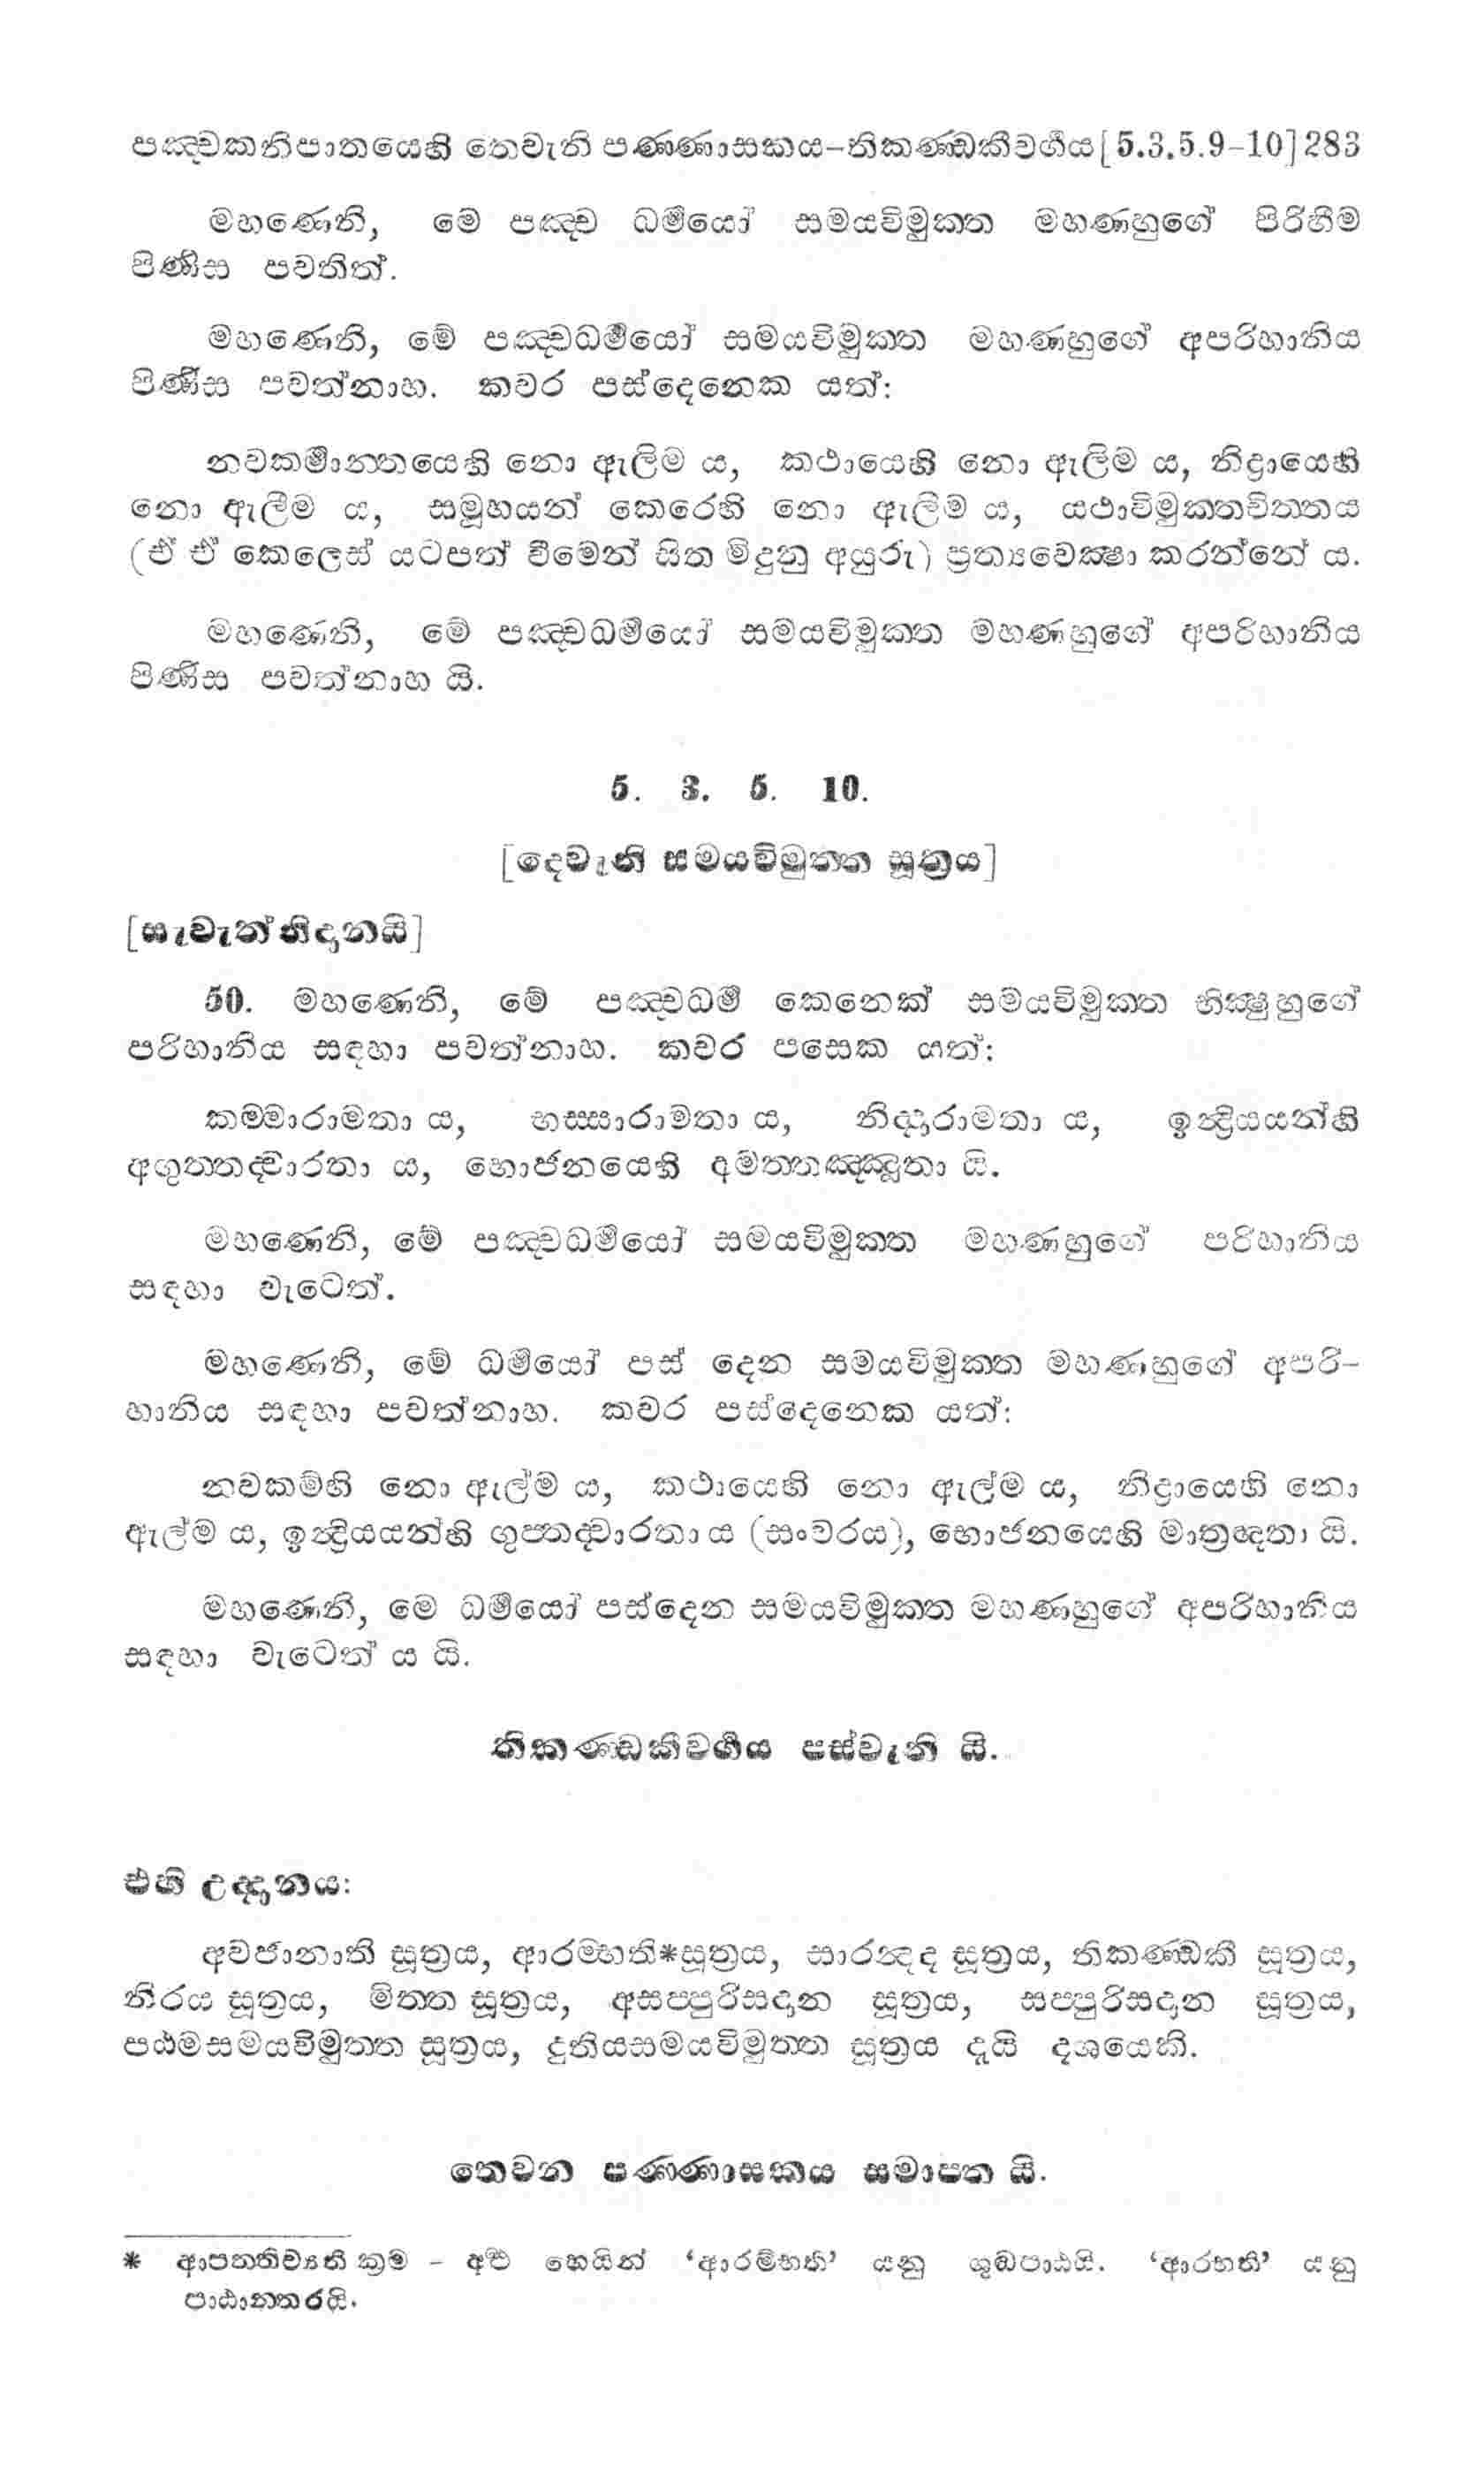 පඤ්චකනිපාතයෙහි තෙවැනි පණ්ණාසකය-තිකණ්ඩකීවර්‍ගය[5.3.5.9-10] 283
මහණෙනි, මේ පඤ්ච ධර්‍මයෝ සමයවිමුක්ත මහණහුගේ පිරිහීම
පිණිස පවතිත්.
මහණෙනි, මේ පඤ්චධර්‍මයෝ සමයවිමුක්ත මහණහුගේ අපරිහානිය
පිණිස පවත්නාහ. කවර පස්දෙනෙක යත්:
නවකර්‍මාන්තයෙහි නො ඇලීම ය, කථායෙහි නො ඇලීම ය, නිද්‍රායෙහි
නො ඇලීම ය, සමූහයන් කෙරෙහි නො ඇලීම ය, යථාවිමුක්තචිත්තය
(ඒ ඒ කෙලෙස් යටපත් වීමෙන් සිත මිදුනු අයුරු) ප්‍රත්‍යවෙක්‍ෂා කරන්නේ ය.
මහණෙනි, මේ පඤ්චධර්‍මයෝ සමයවිමුක්ත මහණහුගේ අපරිහානිය
පිණිස පවත්නාහ යි.
5. 3. 5. 10.
[දෙවැනි සමයවිමුත්ත සූත්‍රය]
[සැවැත්නිදානයි]
50. මහණෙනි, මේ පඤ්චධර්‍ම කෙනෙක් සමයවිමුක්ත භික්‍ෂුහුගේ
පරිහානිය සඳහා පවත්නාහ. කවර පසෙක යත්:
කම්මාරාමතා ය, භස්සාරාමතා ය, නිද්දාරාමතා ය, ඉන්ද්‍රියයන්හි
අගුත්තද්වාරතා ය, භොජනයෙහි අමත්තඤ්ඤුතා යි.
මහණෙනි, මේ පඤ්චධර්‍මයෝ සමයවිමුක්ත මහණහුගේ පරිහානිය
සඳහා වැටෙත්.
මහණෙනි, මේ ධර්‍මයෝ පස් දෙන සමයවිමුක්ත මහණහුගේ අපරි-
හානිය සඳහා පවත්නාහ. කවර පස්දෙනෙක යත්:
නවකම්හි නො ඇල්ම ය, කථායෙහි නො ඇල්ම ය, නිද්‍රායෙහි නො
ඇල්ම ය, ඉන්ද්‍රියයන්හි ගුප්තද්වාරතා ය (සංවරය), භොජනයෙහි මාත්‍රඥතා යි.
මහණෙනි, මෙ ධර්‍මයෝ පස්දෙන සමයවිමුක්ත මහණහුගේ අපරිහානිය
සඳහා වැටෙත් ය යි.
තිකණ්ඩකීවර්‍ගය පස්වැනි යි.
එහි උද්දානය:
අවජානාති සූත්‍රය, ආරම්භති*සූත්‍රය, සාරන්දද සූත්‍රය, තිකණ්ඩකී සූත්‍රය,
නිරය සූත්‍රය, මිත්ත සූත්‍රය, අසප්පුරිසදාන සූත්‍රය, සප්පුරිසදාන සූත්‍රය,
පඨමසමයවිමුත්ත සූත්‍රය, දුතියසමයවිමුත්ත සූත්‍රය දැයි දශයෙකි.
තෙවන පණ්ණාසකය සමාප්ත යි.
* ආපත්තිව්‍යති ක්‍රම - අටු හෙයින් ‘ආරම්භති’ යනු ශුද්ධපාඨයි. ‘ආරභති’ යනු
පාඨාන්තරයි.